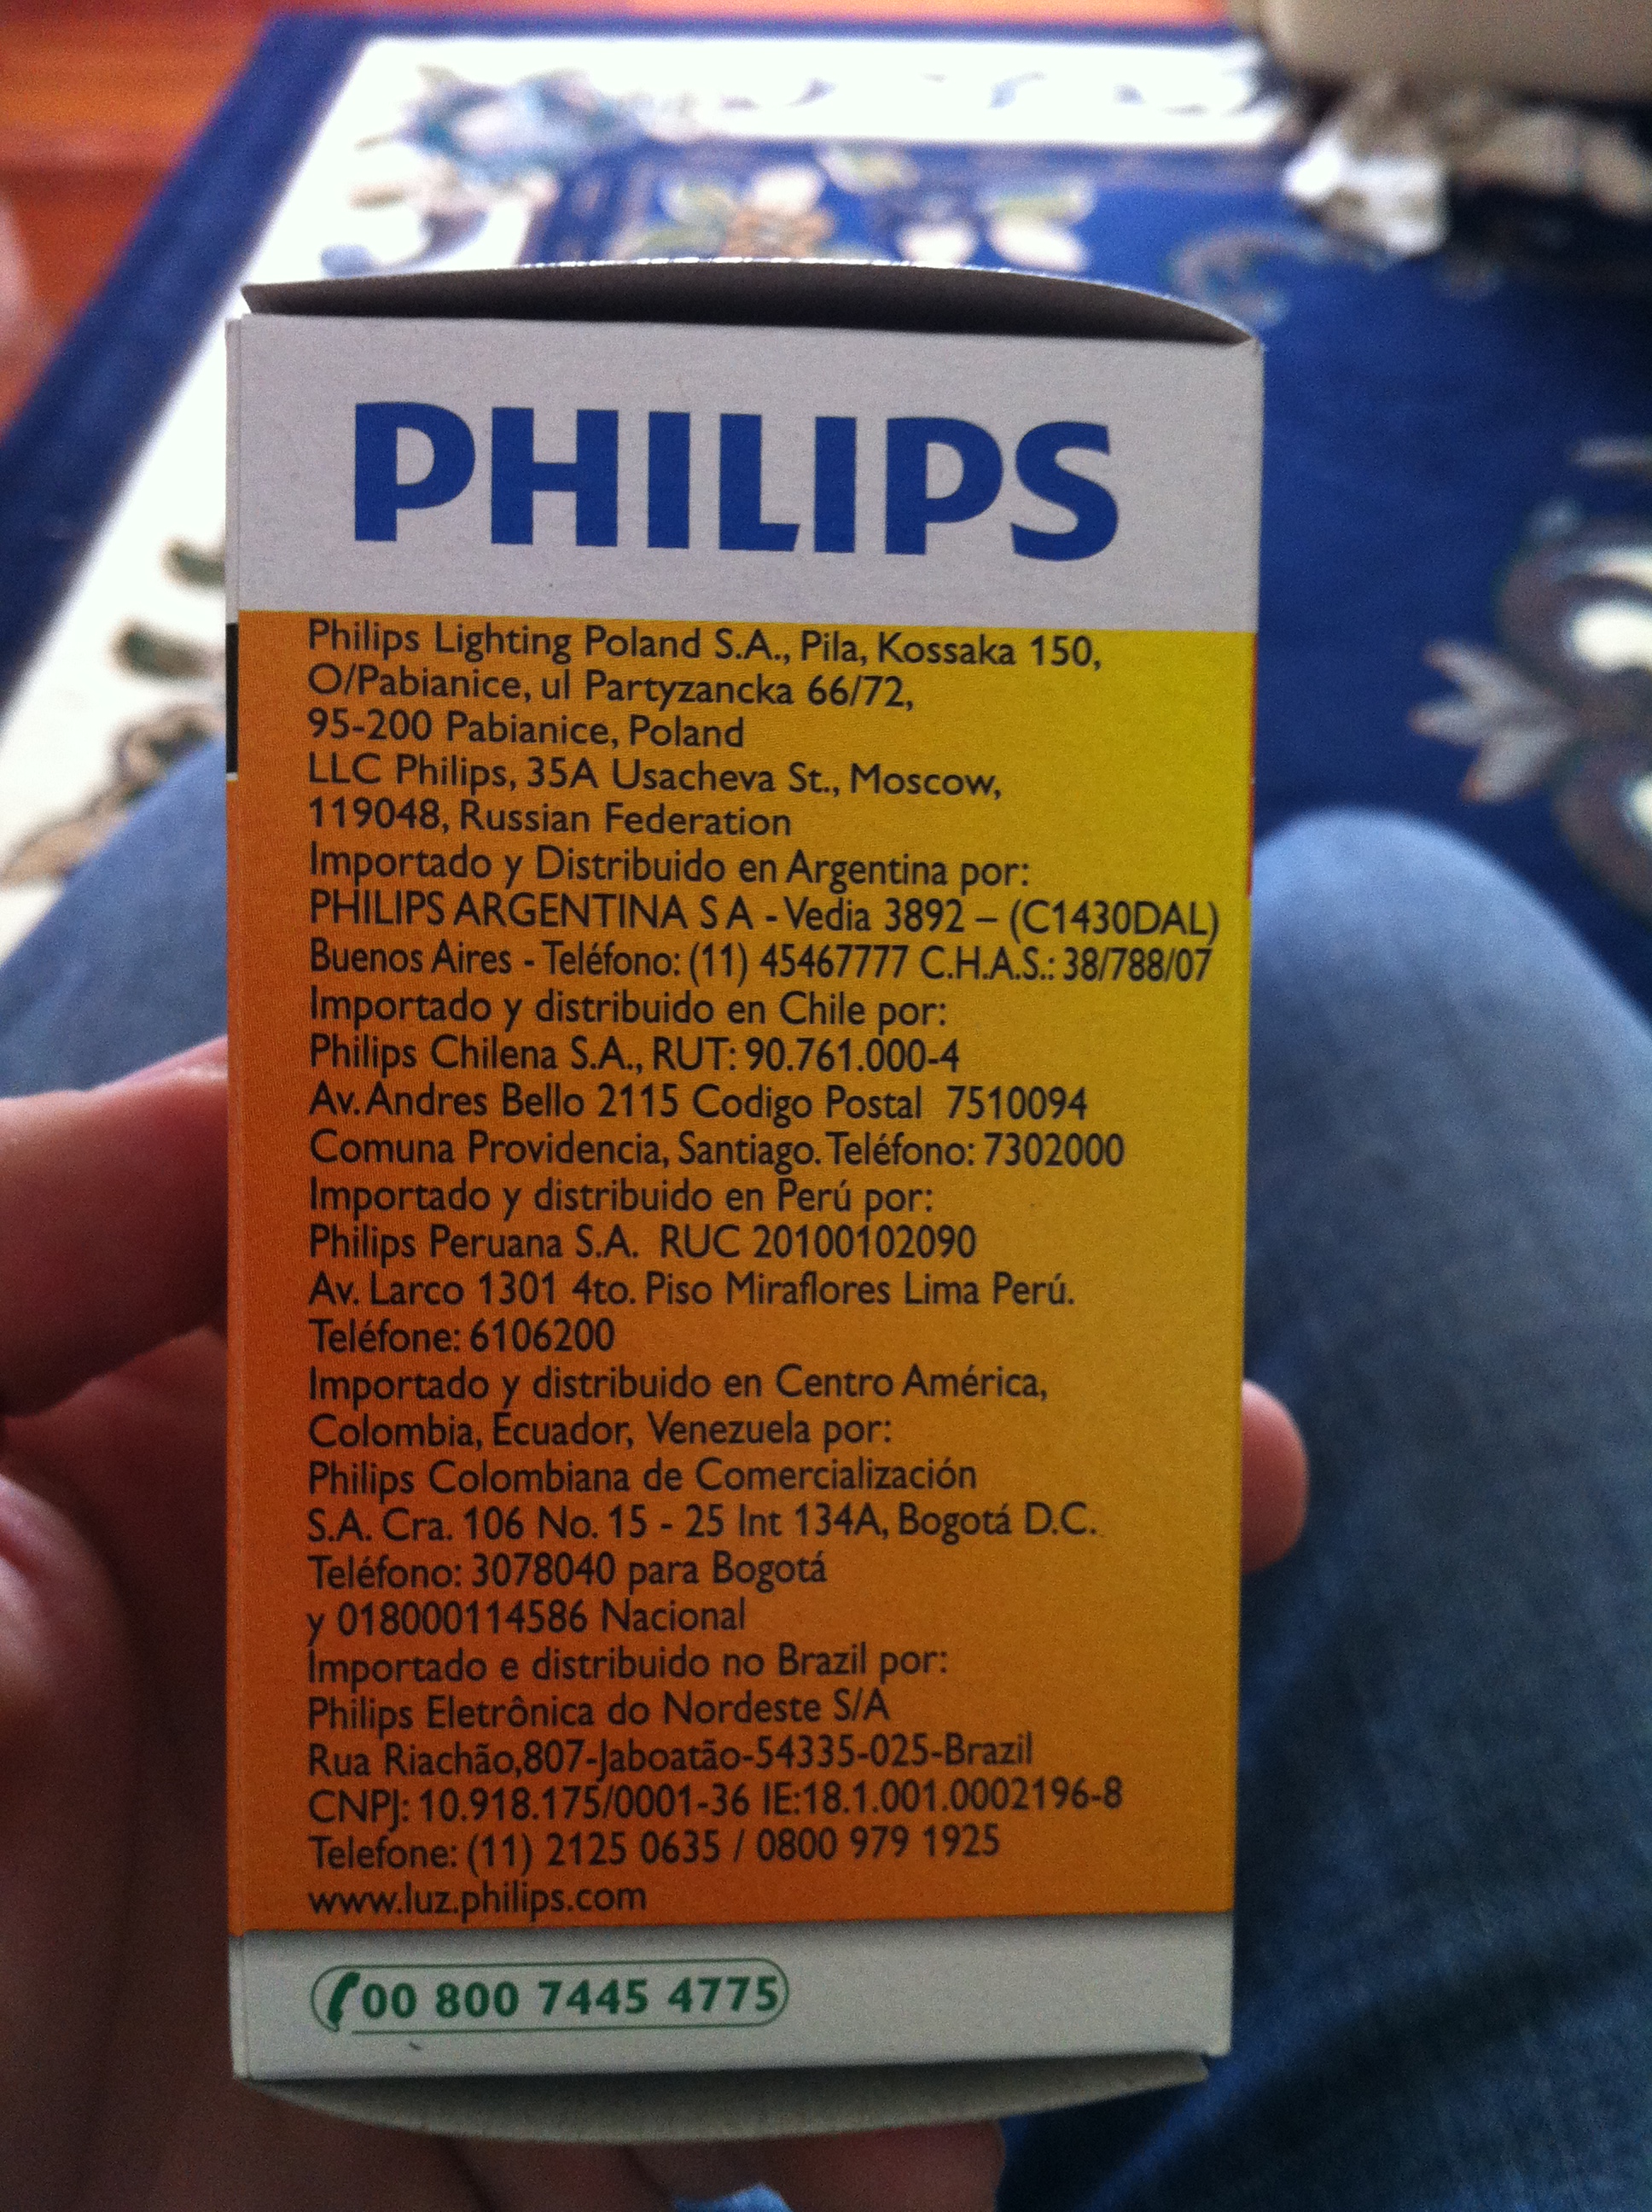 PHILIPS
Philips Lighting Poland S.A., Pila, Kossaka 150,
O/Pabianice, ul Partyzancka 66/72,
95-200 Pabianice, Poland
LLC Philips, 35A Usacheva St., Moscow,
119048, Russian Federation
Importado y Distribuido en Argentina por:
PHILIPS ARGENTINA S A - Vedia 3892 – (C1430DAL)
Buenos Aires - Teléfono: (11) 45467777 C.H.A.S.: 38/788/07
Importado y distribuido en Chile por:
Philips Chilena S.A., RUT: 90.761.000-4
Av. Andres Bello 2115 Codigo Postal 7510094
Comuna Providencia, Santiago. Teléfono: 7302000
Importado y distribuido en Perú por:
Philips Peruana S.A. RUC 20100102090
Av. Larco 1301 4to. Piso Miraflores Lima Perú.
Teléfone: 6106200
Importado y distribuido en Centro América,
Colombia, Ecuador, Venezuela por:
Philips Colombiana de Comercialización
S.A. Cra. 106 No. 15 - 25 Int 134A, Bogotá D.C.
Teléfono: 3078040 para Bogotá
y 018000114586 Nacional
Importado e distribuido no Brazil por:
Philips Eletrônica do Nordeste S/A
Rua Riachão,807-Jaboatão-54335-025-Brazil
CNPJ: 10.918.175/0001-36 IE:18.1.001.0002196-8
Telefone: (11) 2125 0635 / 0800 979 1925
www.luz.philips.com
00 800 7445 4775